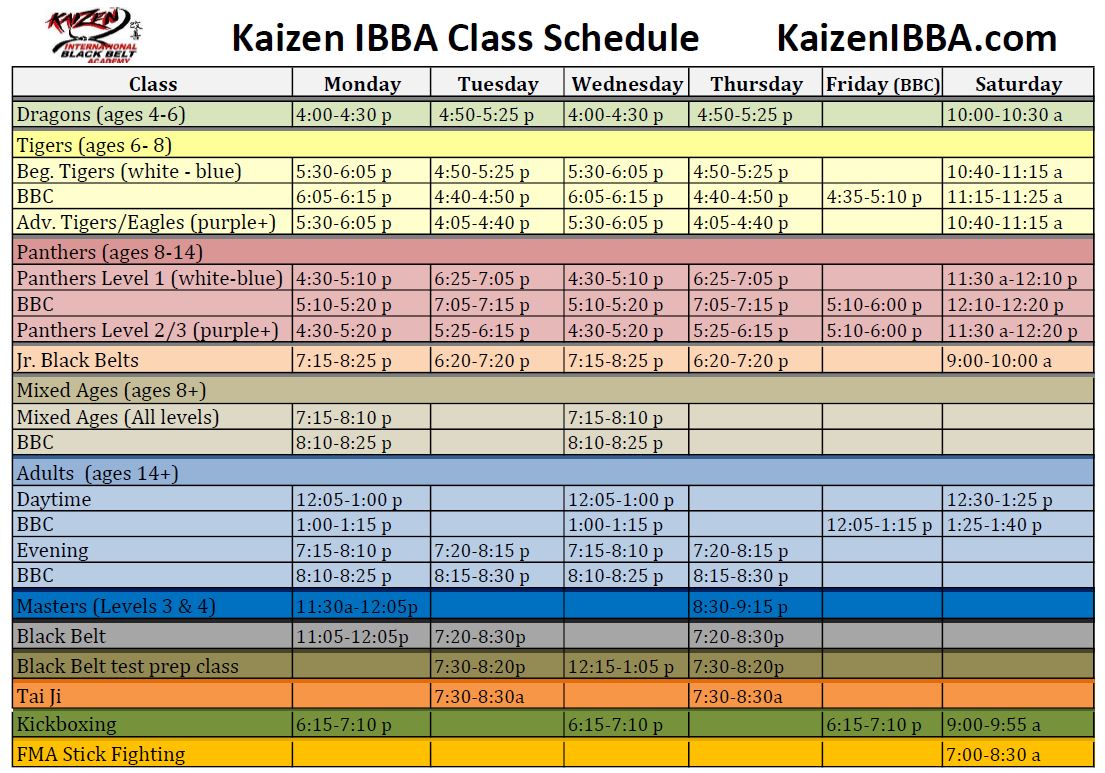 KAIZEN 改善
INTERNATIONAL
BLACK BELT
ACADEMY
Kaizen IBBA Class Schedule KaizenIBBA.com
Class Monday Tuesday Wednesday Thursday Friday (BBC) Saturday
Dragons (ages 4-6) 4:00-4:30 p 4:50-5:25 p 4:00-4:30 p 4:50-5:25 p 10:00-10:30 a
Tigers (ages 6- 8)
Beg. Tigers (white - blue) 5:30-6:05 p 4:50-5:25 p 5:30-6:05 p 4:50-5:25 p 10:40-11:15 a
BBC 6:05-6:15 p 4:40-4:50 p 6:05-6:15 p 4:40-4:50 p 4:35-5:10 p 11:15-11:25 a
Adv. Tigers/Eagles (purple+) 5:30-6:05 p 4:05-4:40 p 5:30-6:05 p 4:05-4:40 p 10:40-11:15 a
Panthers (ages 8-14)
Panthers Level 1 (white-blue) 4:30-5:10 p 6:25-7:05 p 4:30-5:10 p 6:25-7:05 p 11:30 a-12:10 p
BBC 5:10-5:20 p 7:05-7:15 p 5:10-5:20 p 7:05-7:15 p 5:10-6:00 p 12:10-12:20 p
Panthers Level 2/3 (purple+) 4:30-5:20 p 5:25-6:15 p 4:30-5:20 p 5:25-6:15 p 5:10-6:00 p 11:30 a-12:20 p
Jr. Black Belts 7:15-8:25 p 6:20-7:20 p 7:15-8:25 p 6:20-7:20 p 9:00-10:00 a
Mixed Ages (ages 8+)
Mixed Ages (All levels) 7:15-8:10 p 7:15-8:10 p
BBC 8:10-8:25 p 8:10-8:25 p
Adults (ages 14+)
Daytime 12:05-1:00 p 12:05-1:00 p 12:30-1:25 p
BBC 1:00-1:15 p 1:00-1:15 p 12:05-1:15 p 1:25-1:40 p
Evening 7:15-8:10 p 7:20-8:15 p 7:15-8:10 p 7:20-8:15 p
BBC 8:10-8:25 p 8:15-8:30 p 8:10-8:25 p 8:15-8:30 p
Masters (Levels 3 & 4) 11:30a-12:05p 8:30-9:15 p
Black Belt 11:05-12:05p 7:20-8:30p 7:20-8:30p
Black Belt test prep class 7:30-8:20p 12:15-1:05 p 7:30-8:20p
Tai Ji 7:30-8:30a 7:30-8:30a
Kickboxing 6:15-7:10 p 6:15-7:10 p 6:15-7:10 p 9:00-9:55 a
FMA Stick Fighting 7:00-8:30 a